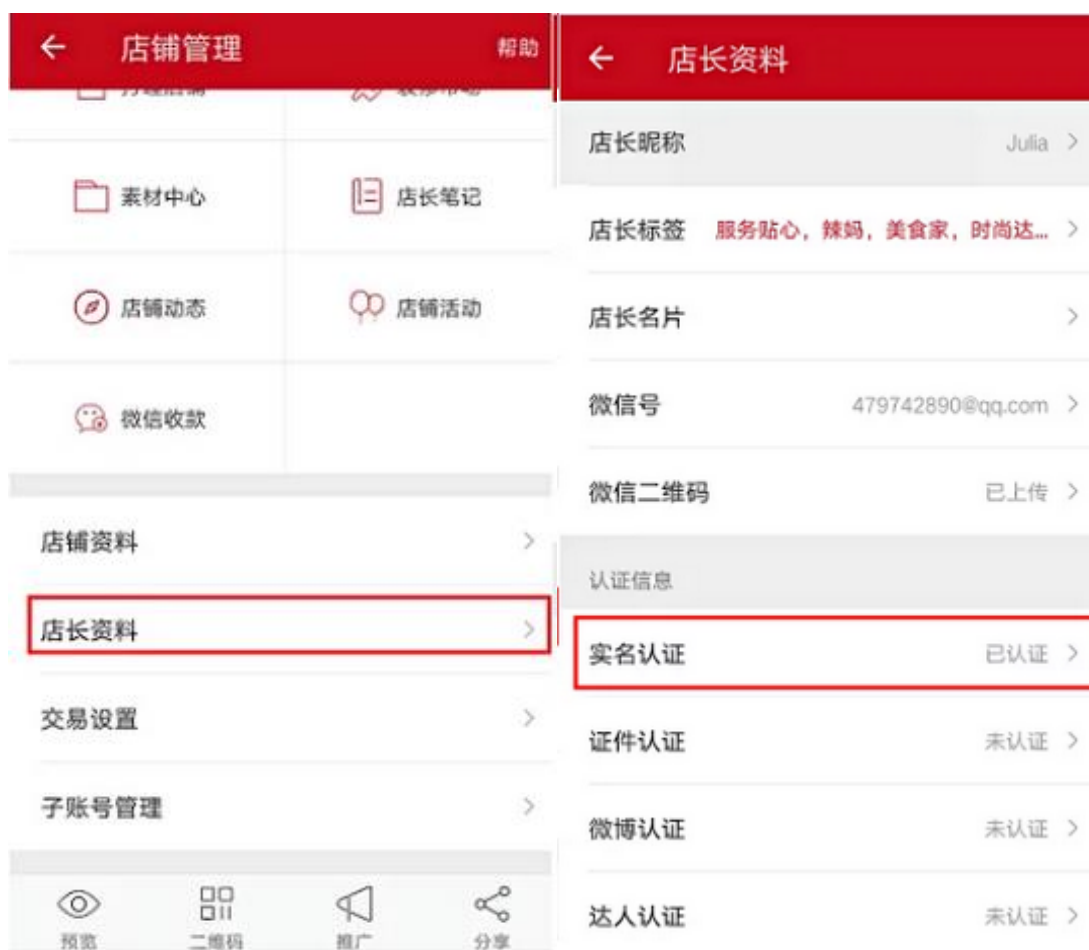 店铺管理
帮助
素材中心
店长笔记
店铺动态
店铺活动
微信收款
店铺资料
店长资料
交易设置
子账号管理
预览
二维码
推广
分享
店长资料
店长昵称 Julia
店长标签 服务贴心，辣妈，美食家，时尚达...
店长名片
微信号 479742890@qq.com
微信二维码 已上传
认证信息
实名认证 已认证
证件认证 未认证
微博认证 未认证
达人认证 未认证